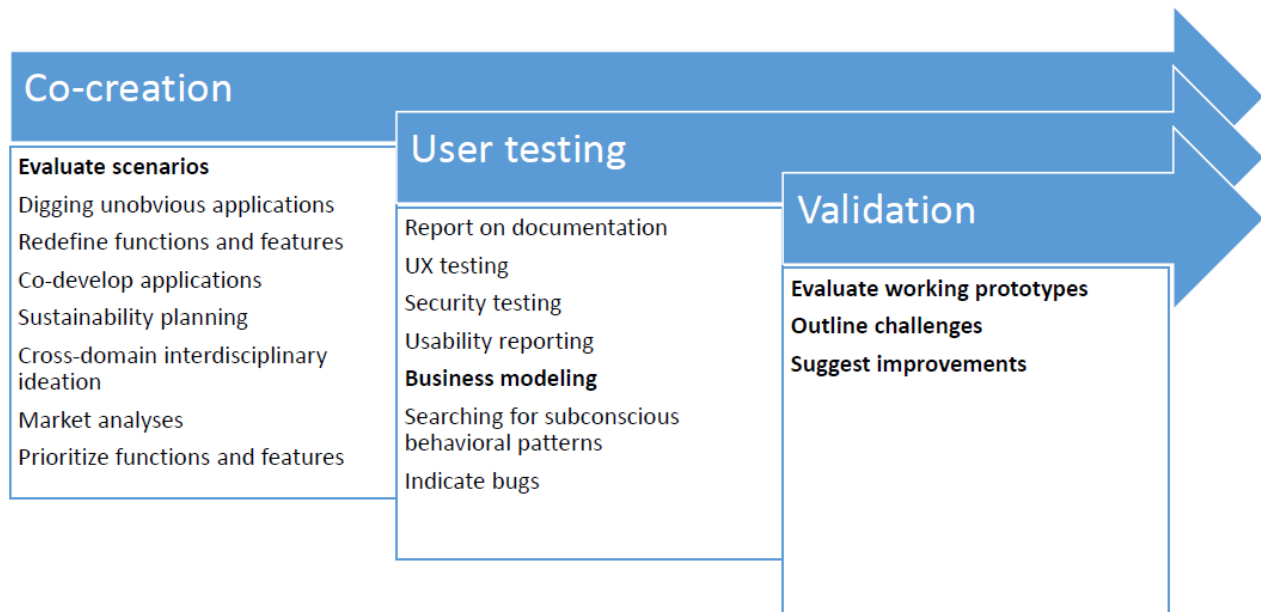 Co-creation
Evaluate scenarios
Digging unobvious applications
Redefine functions and features
Co-develop applications
Sustainability planning
Cross-domain interdisciplinary
ideation
Market analyses
Prioritize functions and features
User testing
Report on documentation
UX testing
Security testing
Usability reporting
Business modeling
Searching for subconscious
behavioral patterns
Indicate bugs
Validation
Evaluate working prototypes
Outline challenges
Suggest improvements